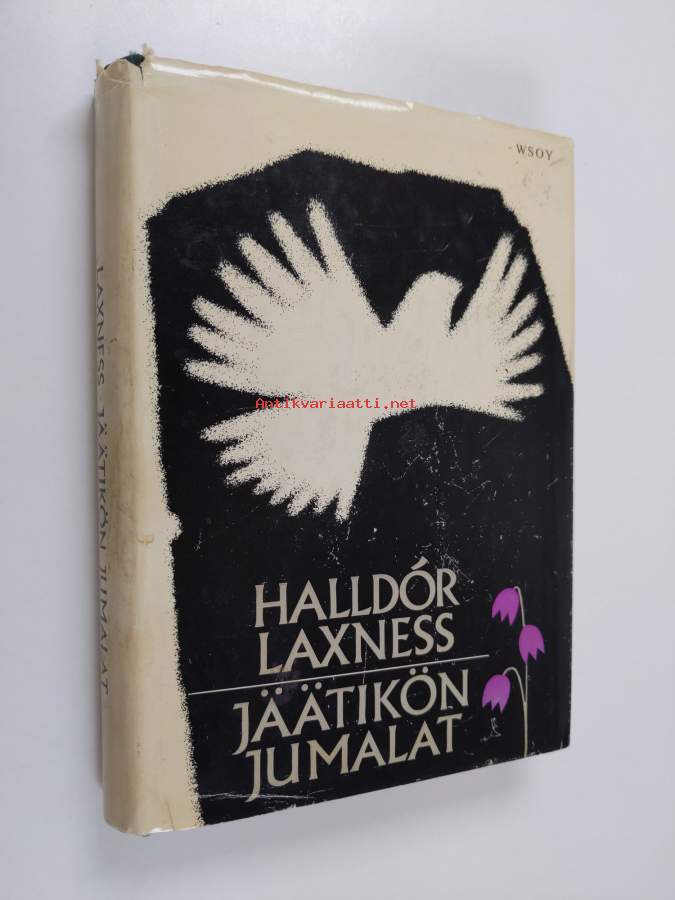 WSOY
Antikvariaatti.net
HALLDÓR
LAXNESS
JÄÄTIKÖN
JUMALAT
LAXNESS · JÄÄTIKÖN JUMALAT